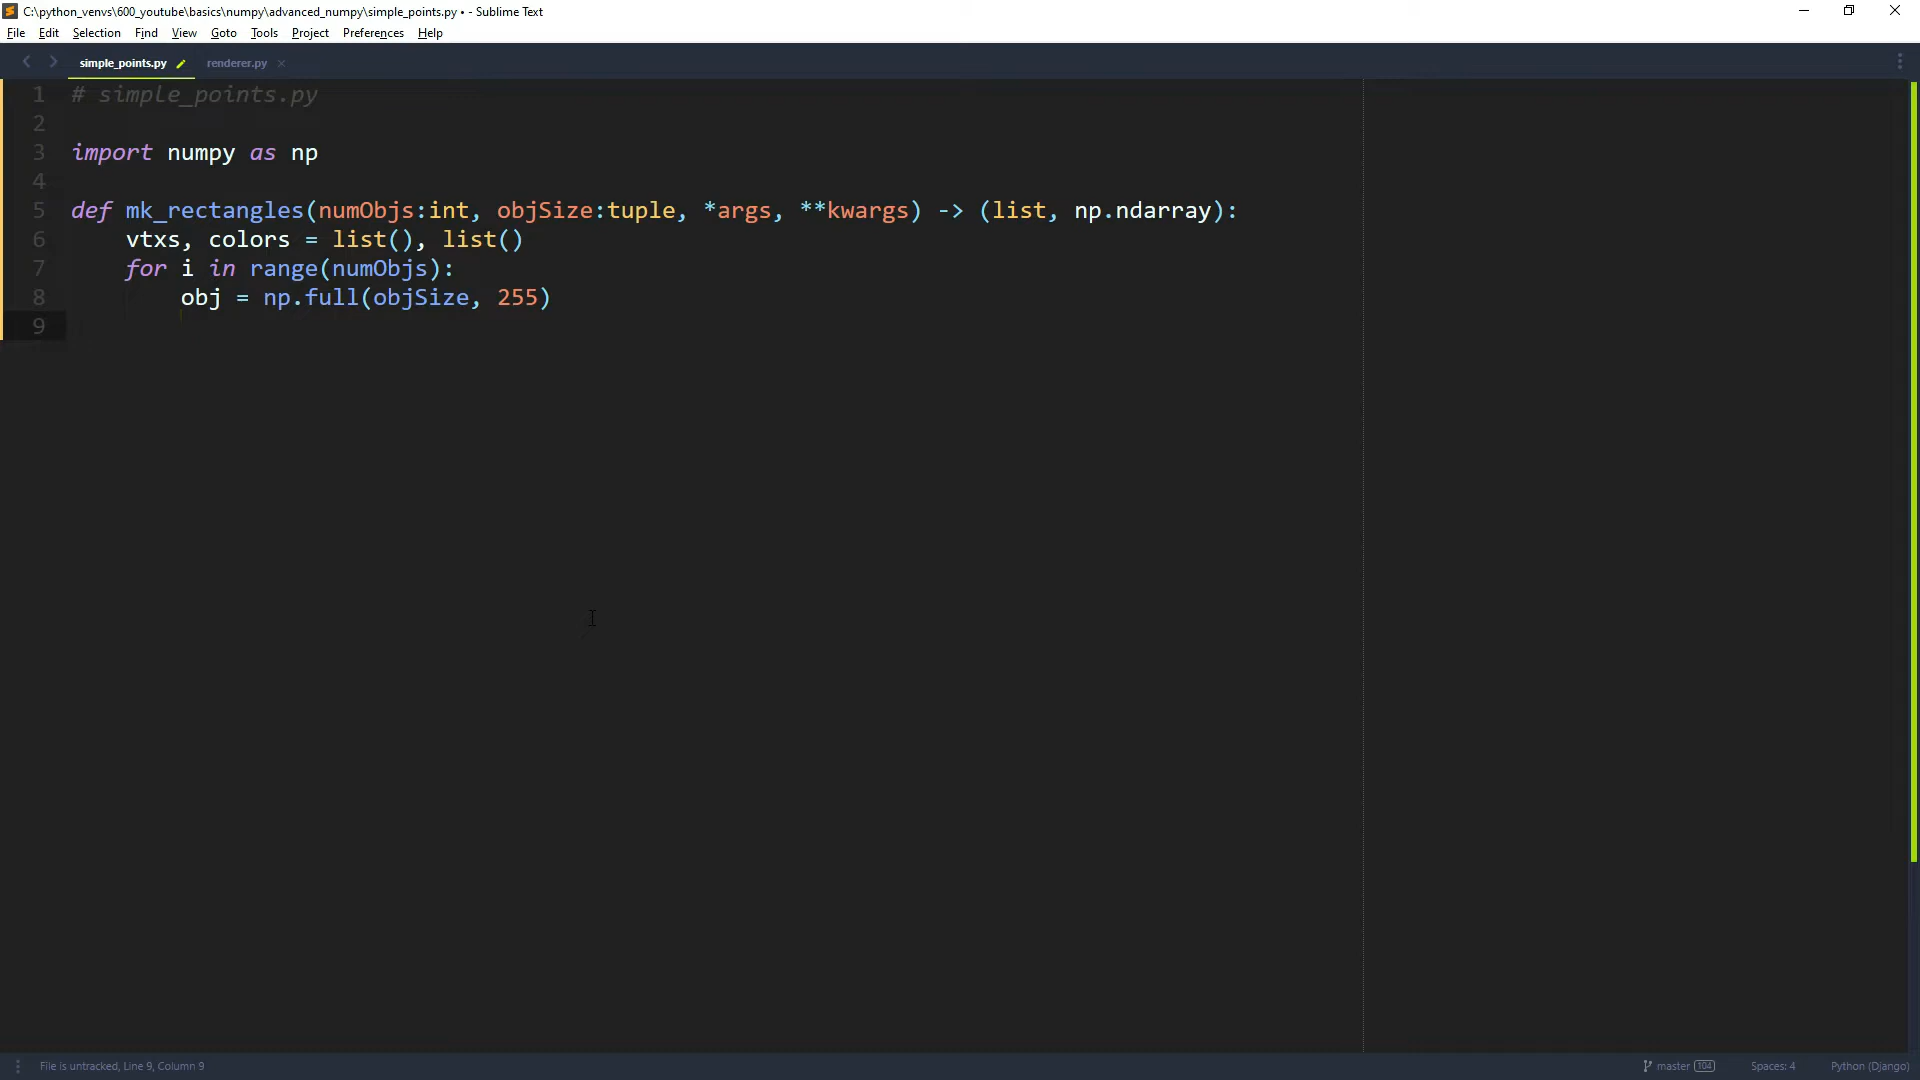 C:\python_venvs\600_youtube\basics\numpy\advanced_numpy\simple_points.py • - Sublime Text
File Edit Selection Find View Goto Tools Project Preferences Help
simple_points.py renderer.py
1 # simple_points.py
2
3 import numpy as np
4
5 def mk_rectangles(numObjs:int, objSize:tuple, *args, **kwargs) -> (list, np.ndarray):
6     vtxs, colors = list(), list()
7     for i in range(numObjs):
8         obj = np.full(objSize, 255)
9
File is untracked, Line 9, Column 9 master 104 Spaces: 4 Python (Django)